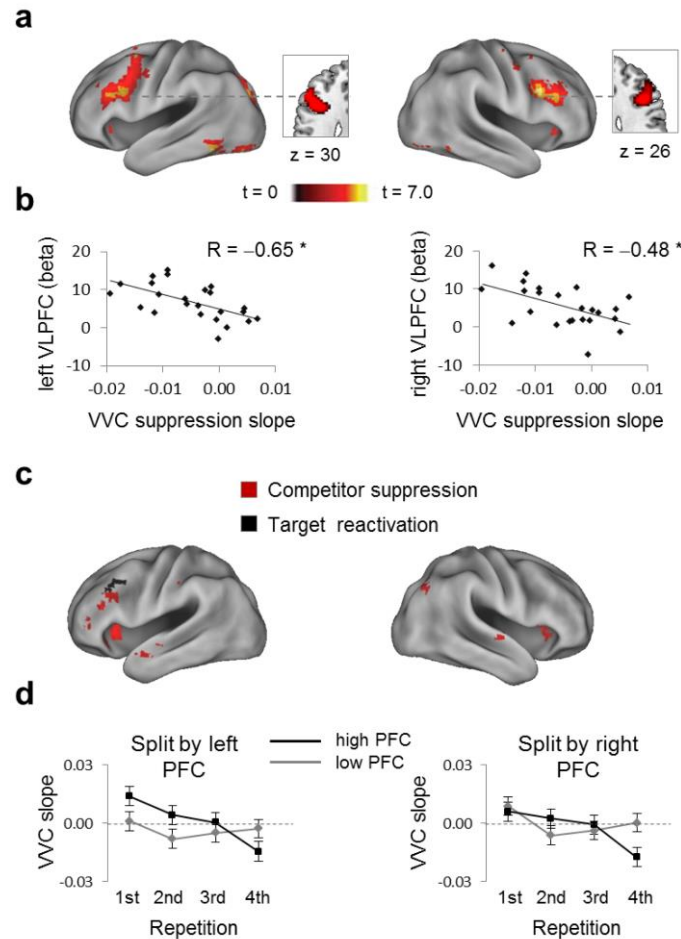 a
z = 30
z = 26
t = 0 t = 7.0
b
left VLPFC (beta)
R = −0.65 *
20
10
0
-10
-0.02 -0.01 0.00 0.01
VVC suppression slope
right VLPFC (beta)
R = −0.48 *
20
10
0
-10
-0.02 -0.01 0.00 0.01
VVC suppression slope
c
Competitor suppression
Target reactivation
d
Split by left
PFC
high PFC
low PFC
Split by right
PFC
VVC slope
0.03
0.00
-0.03
1st 2nd 3rd 4th
Repetition
VVC slope
0.03
0.00
-0.03
1st 2nd 3rd 4th
Repetition